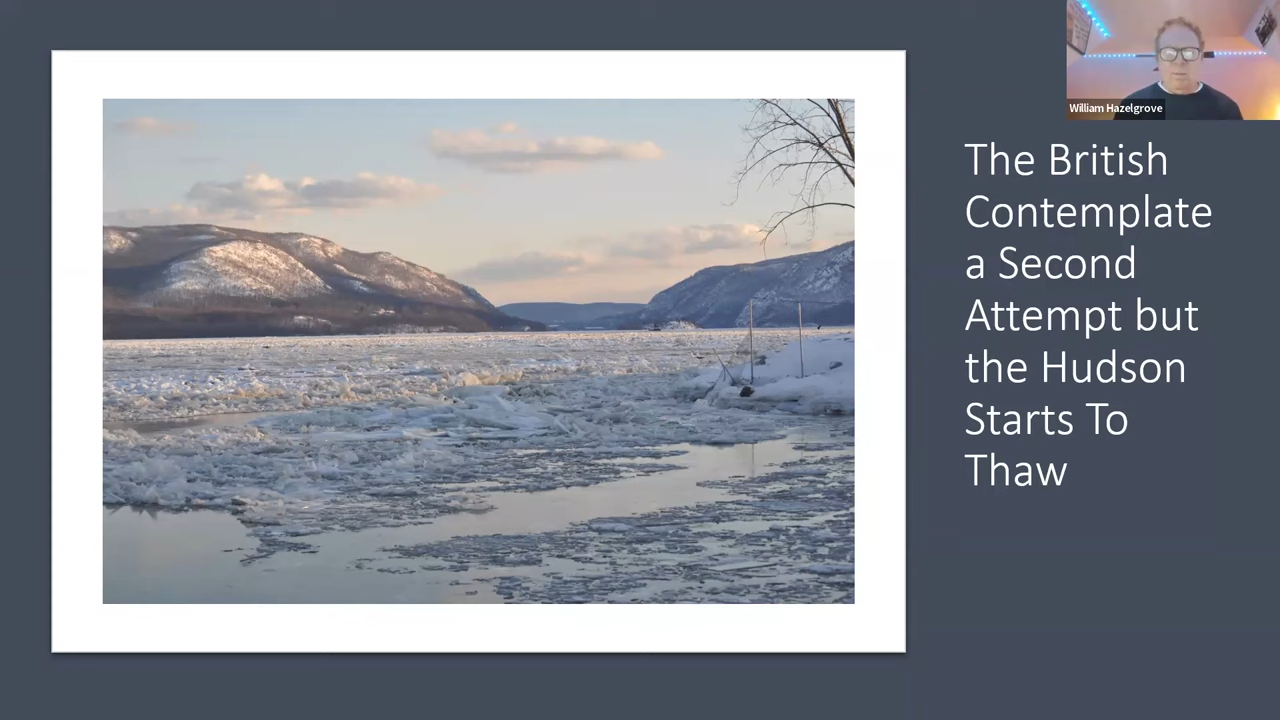 William Hazelgrove
The British
Contemplate
a Second
Attempt but
the Hudson
Starts To
Thaw